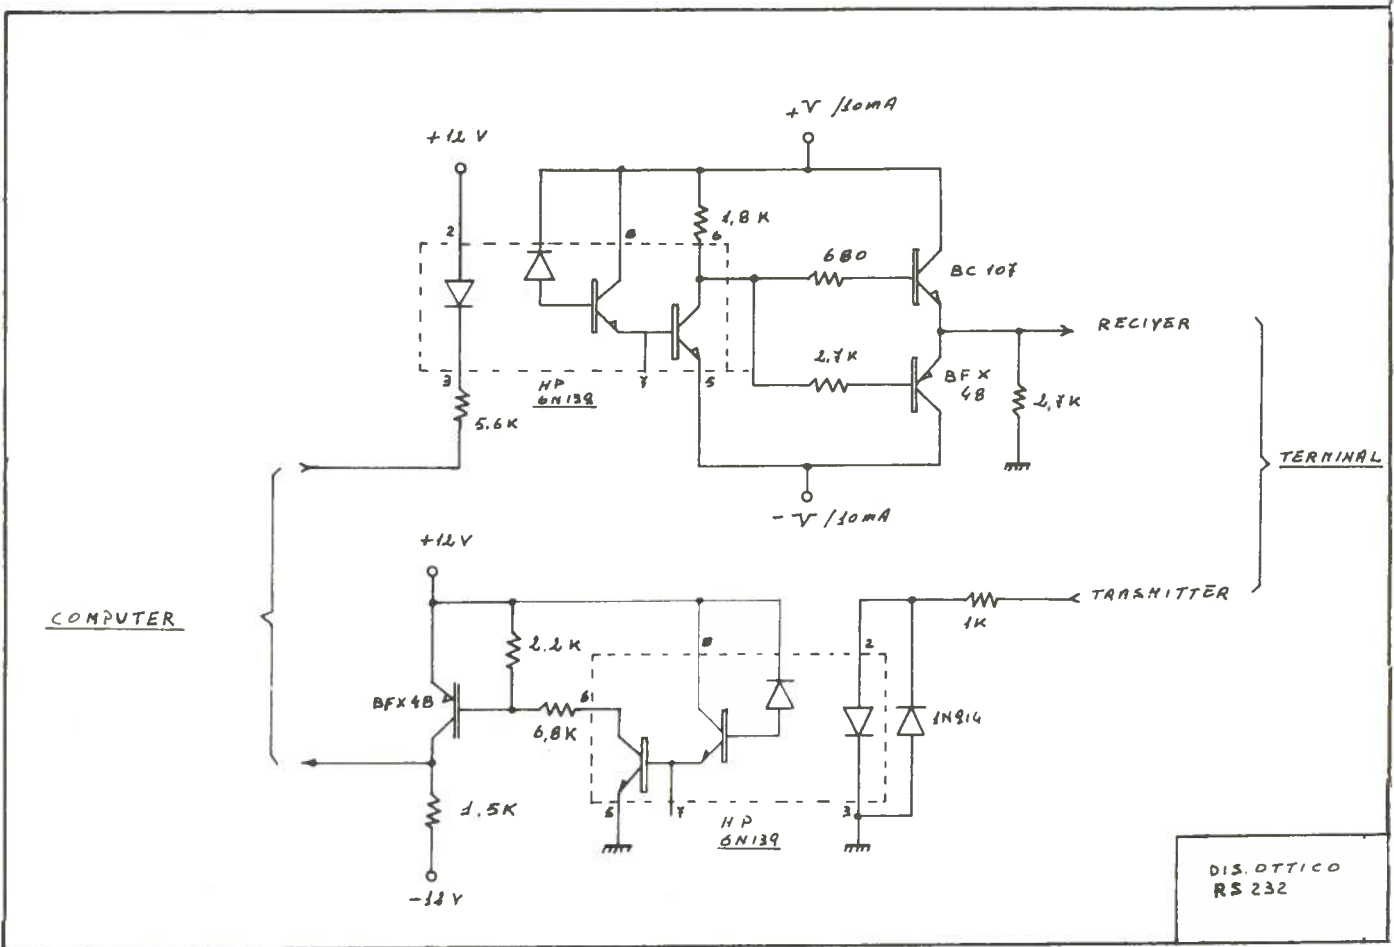 +V /10mA
+12 V
2
8
1,8 K
6
680
BC 107
RECIVER
2,7K
BFX
48
2,7K
3
HP
6N139
7
5
5.6K
TERMINAL
-V /10mA
+12V
COMPUTER
TRASMITTER
1K
2.2K
8
2
BFX48
6
6,8K
1N914
1.5K
5
7
HP
6N139
3
-12V
DIS. OTTICO
RS 232